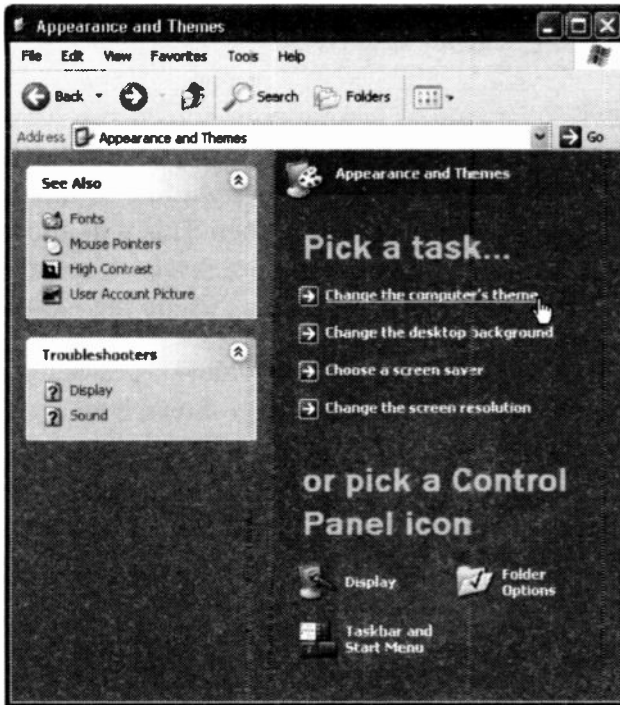 Appearance and Themes
File Edit View Favorites Tools Help
Back Search Folders
Address Appearance and Themes Go
See Also
Fonts
Mouse Pointers
High Contrast
User Account Picture
Troubleshooters
Display
Sound
Appearance and Themes
Pick a task...
Change the computer's theme
Change the desktop background
Choose a screen saver
Change the screen resolution
or pick a Control
Panel icon
Display
Folder
Options
Taskbar and
Start Menu